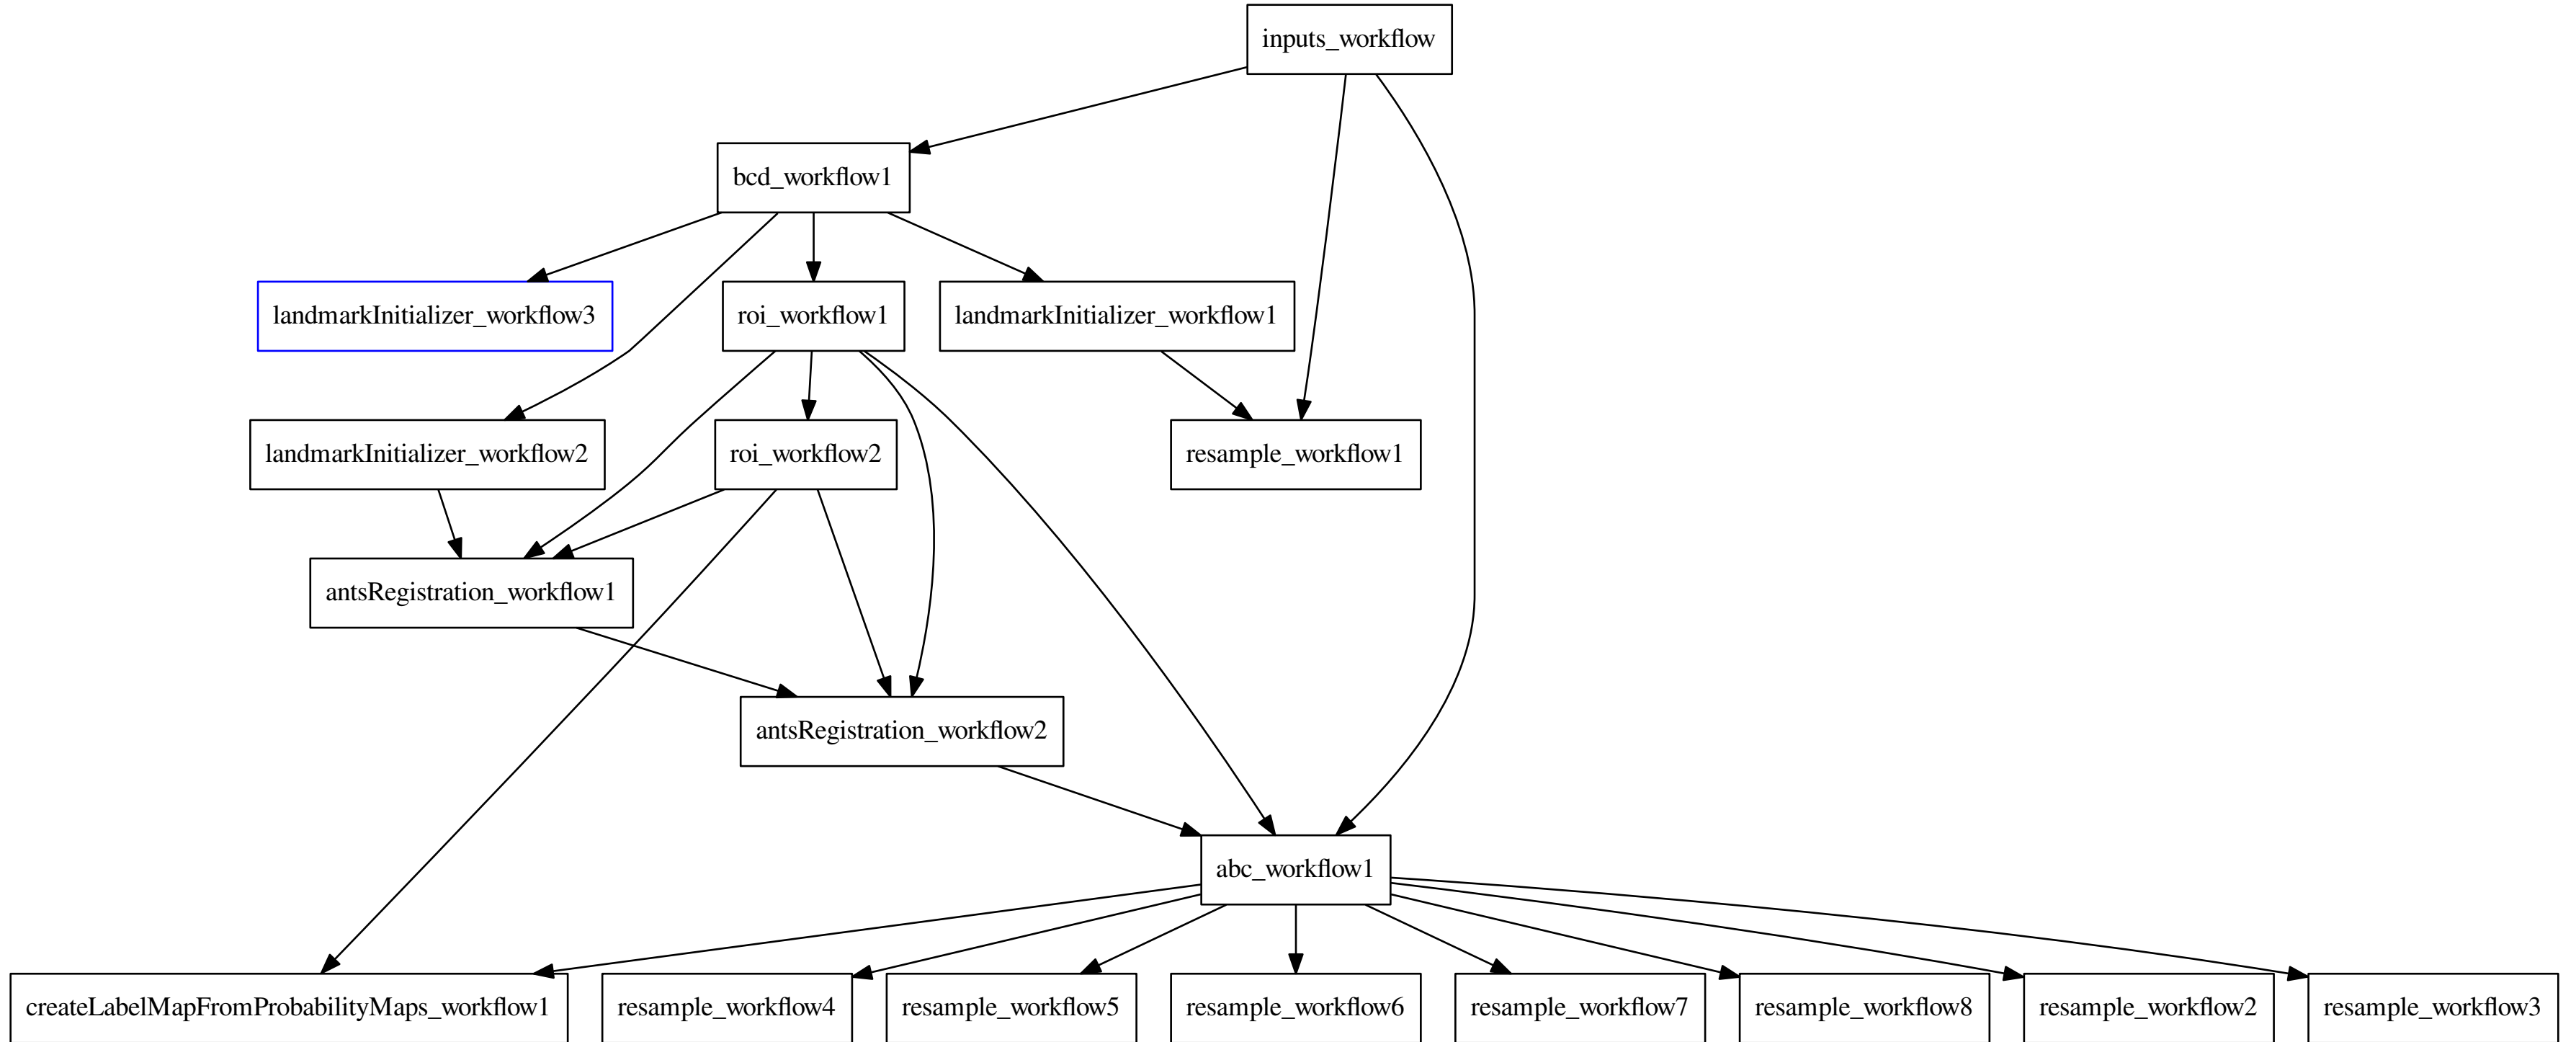 inputs_workflow
bcd_workflow1
landmarkInitializer_workflow3
roi_workflow1
landmarkInitializer_workflow1
landmarkInitializer_workflow2
roi_workflow2
resample_workflow1
antsRegistration_workflow1
antsRegistration_workflow2
abc_workflow1
createLabelMapFromProbabilityMaps_workflow1
resample_workflow4
resample_workflow5
resample_workflow6
resample_workflow7
resample_workflow8
resample_workflow2
resample_workflow3